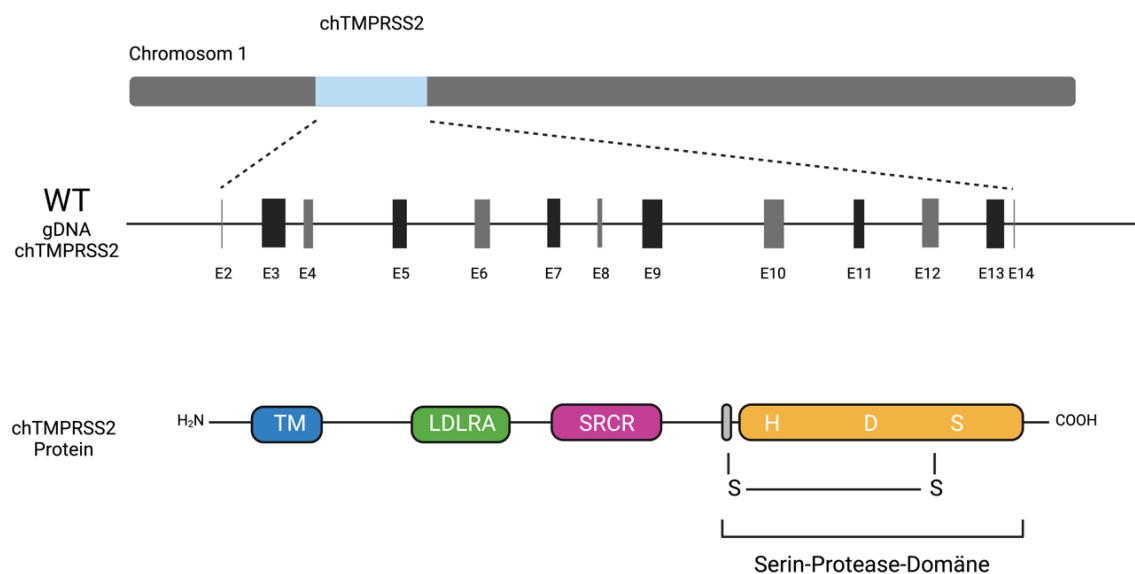 chTMPRSS2
Chromosom 1
WT
gDNA
chTMPRSS2
E2 E3 E4 E5 E6 E7 E8 E9 E10 E11 E12 E13 E14
chTMPRSS2
Protein
H₂N TM LDLRA SRCR H D S COOH
S S
Serin-Protease-Domäne